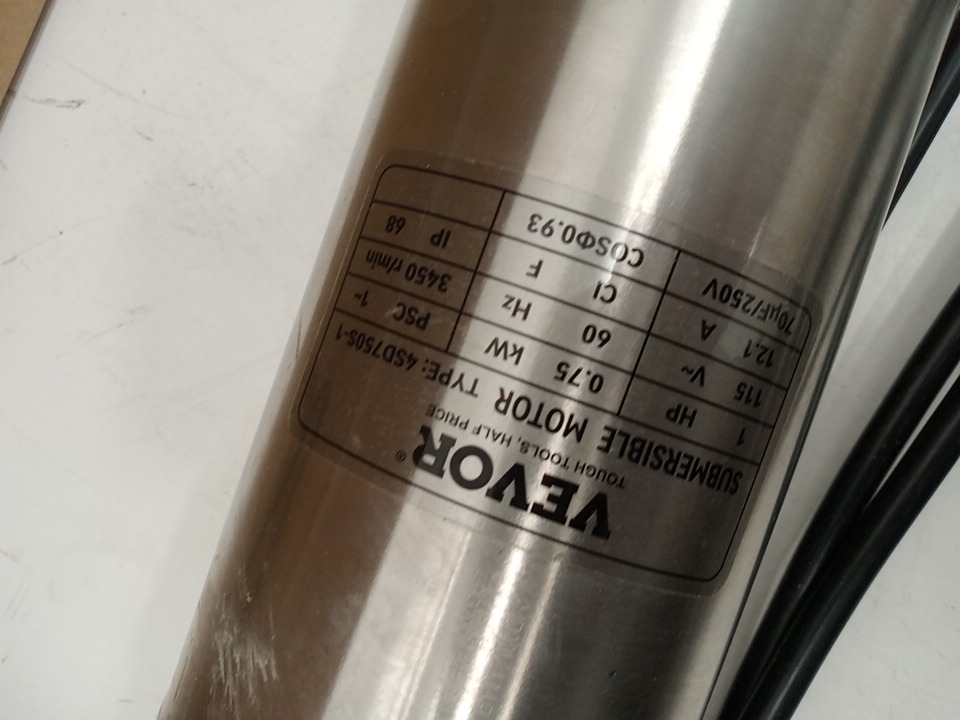 VEVOR®
TOUGH TOOLS, HALF PRICE
SUBMERSIBLE MOTOR TYPE: 4SD750S-1
1 HP 0.75 kW PSC 1~
115 V~ 60 Hz 3450 r/min
12.1 A CI F IP 68
70μF/250V COSΦ0.93